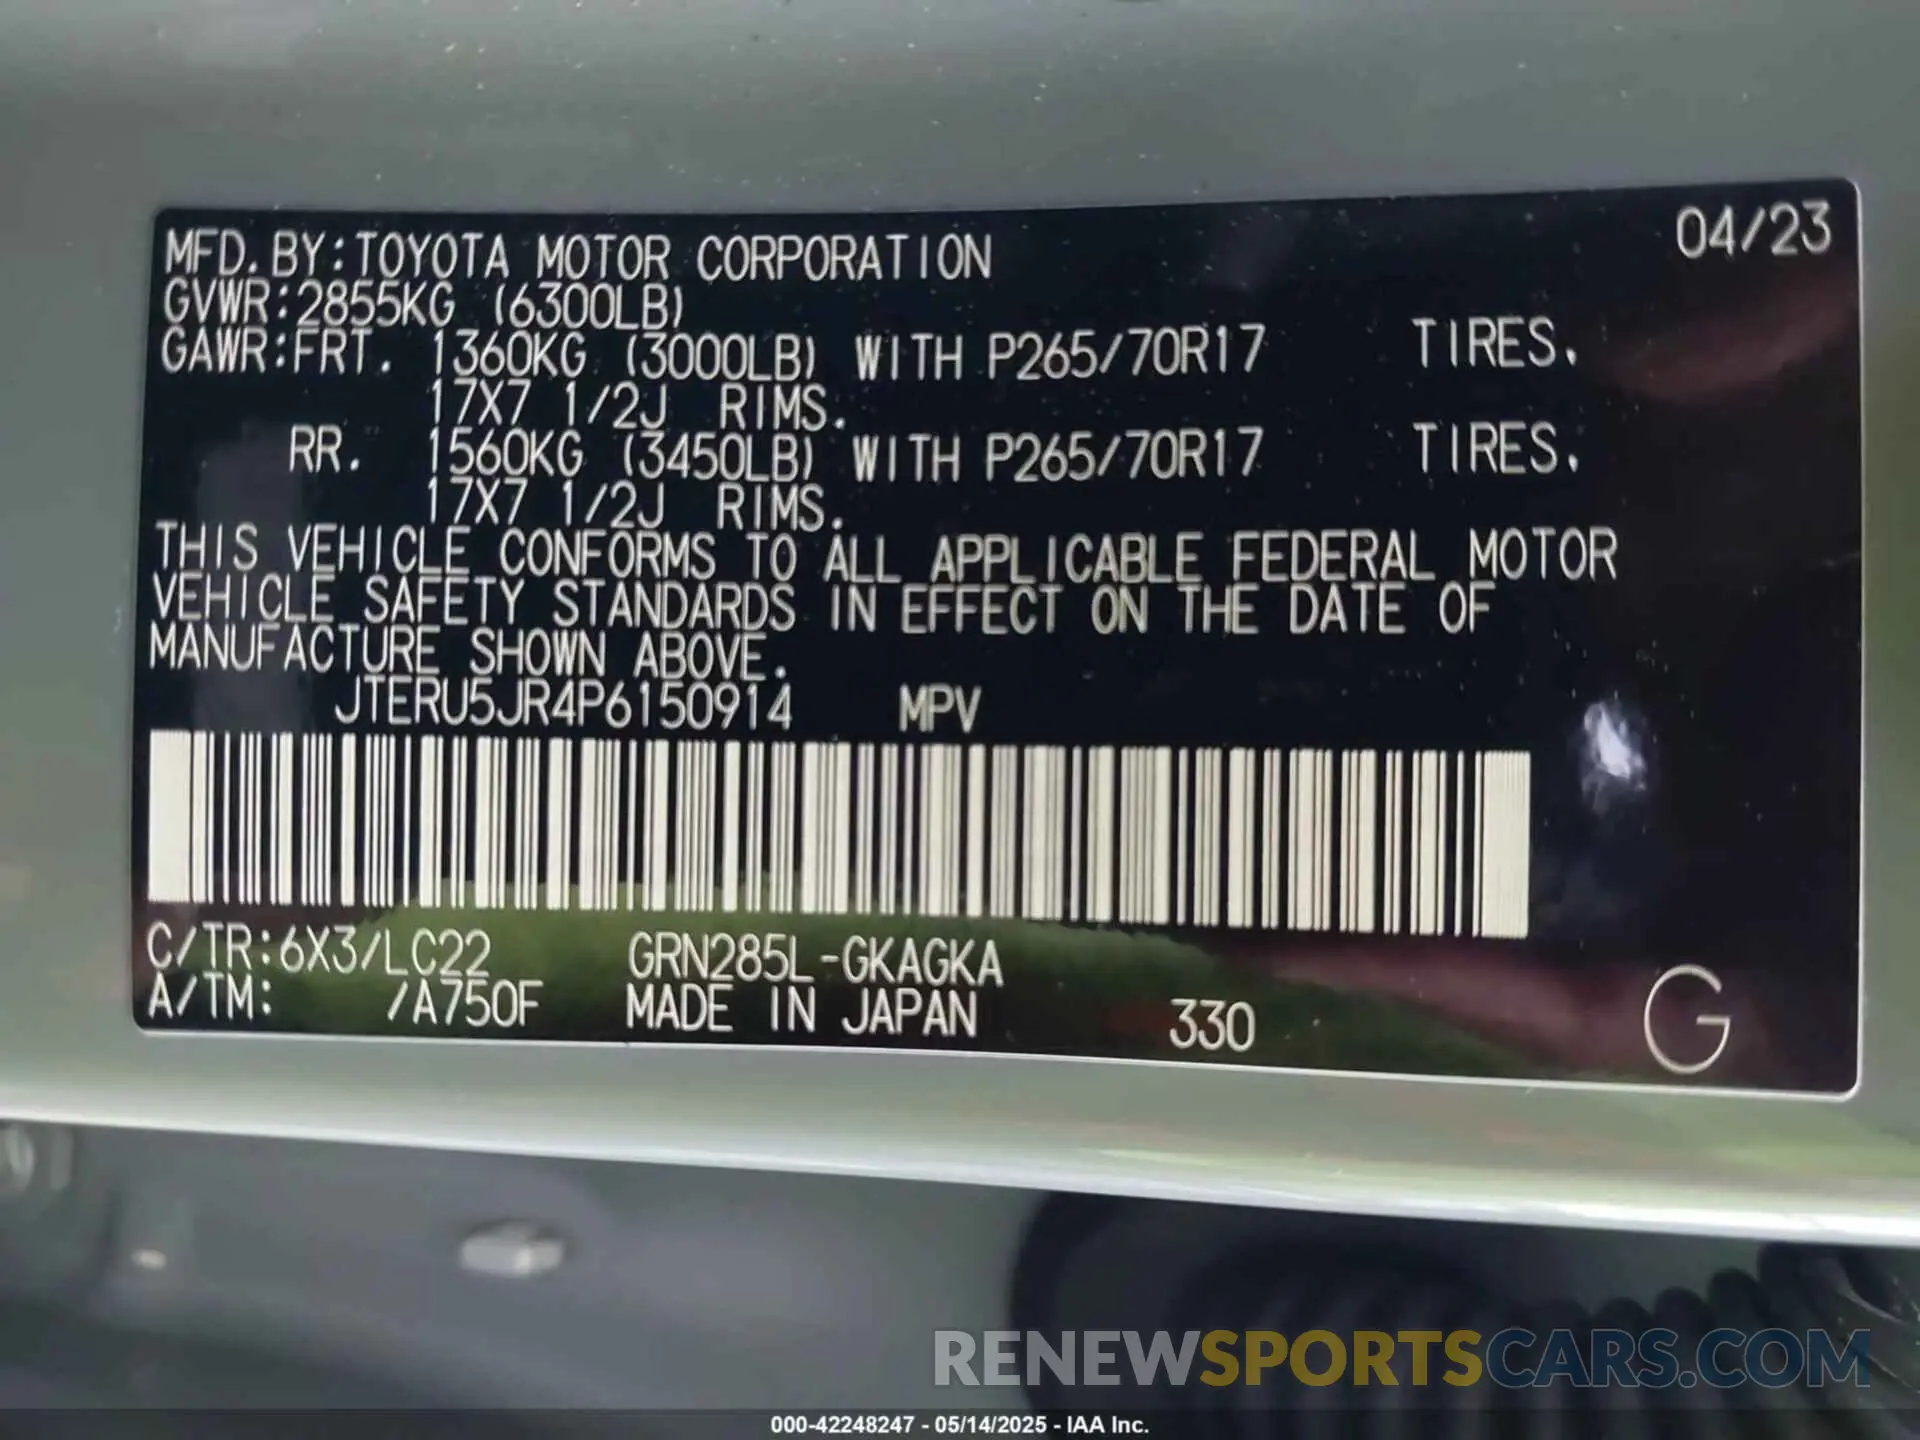 04/23
MFD.BY:TOYOTA MOTOR CORPORATION
GVWR:2855KG (6300LB)
GAWR:FRT. 1360KG (3000LB) WITH P265/70R17 TIRES.
17X7 1/2J RIMS.
RR. 1560KG (3450LB) WITH P265/70R17 TIRES.
17X7 1/2J RIMS.
THIS VEHICLE CONFORMS TO ALL APPLICABLE FEDERAL MOTOR
VEHICLE SAFETY STANDARDS IN EFFECT ON THE DATE OF
MANUFACTURE SHOWN ABOVE.
JTERU5JR4P6150914 MPV
C/TR:6X3/LC22 GRN285L-GKAGKA
A/TM: /A750F MADE IN JAPAN 330 G
RENEWSPORTSCARS.COM
000-42248247 - 05/14/2025 - IAA Inc.